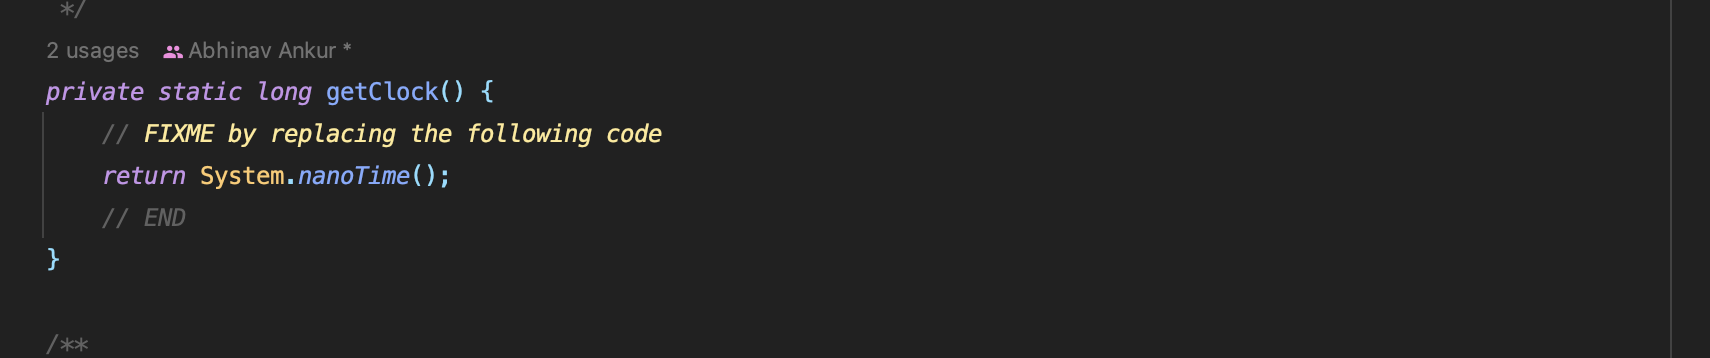 */
2 usages Abhinav Ankur *
private static long getClock() {
// FIXME by replacing the following code
return System.nanoTime();
// END
}
/**